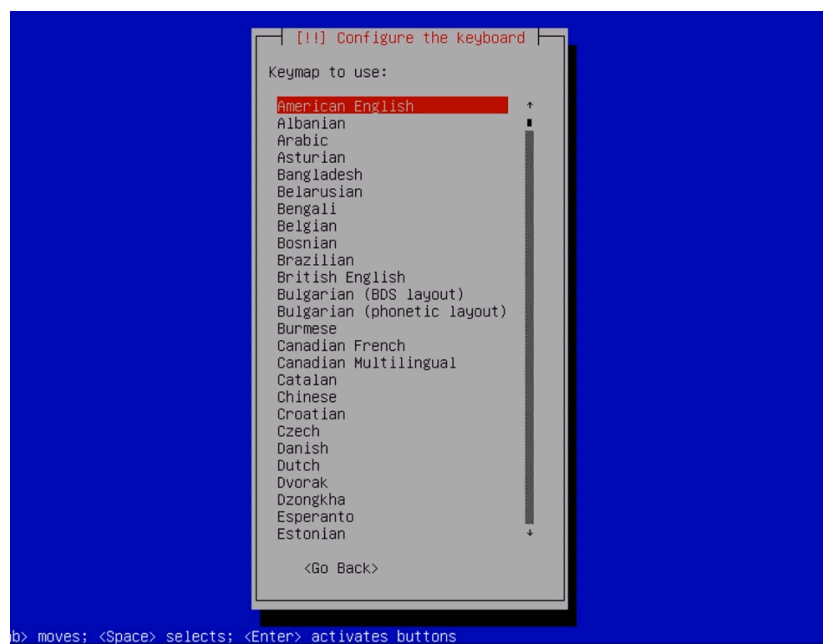 [!!] Configure the keyboard
Keymap to use:
American English
Albanian
Arabic
Asturian
Bangladesh
Belarusian
Bengali
Belgian
Bosnian
Brazilian
British English
Bulgarian (BDS layout)
Bulgarian (phonetic layout)
Burmese
Canadian French
Canadian Multilingual
Catalan
Chinese
Croatian
Czech
Danish
Dutch
Dvorak
Dzongkha
Esperanto
Estonian
<Go Back>
b> moves; <Space> selects; <Enter> activates buttons